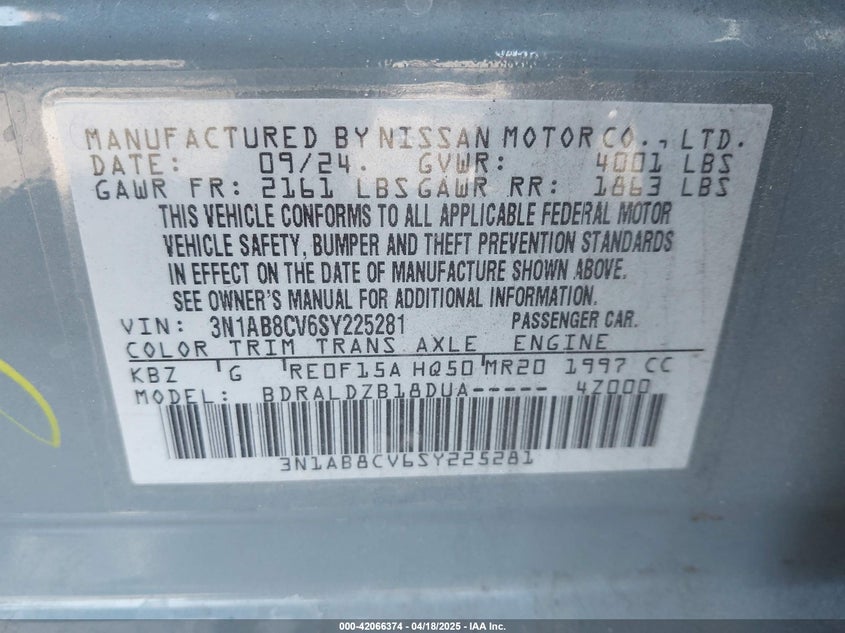 MANUFACTURED BY NISSAN MOTOR CO., LTD.
DATE: 09/24. GVWR: 4001 LBS
GAWR FR: 2161 LBS GAWR RR: 1863 LBS
THIS VEHICLE CONFORMS TO ALL APPLICABLE FEDERAL MOTOR
VEHICLE SAFETY, BUMPER AND THEFT PREVENTION STANDARDS
IN EFFECT ON THE DATE OF MANUFACTURE SHOWN ABOVE.
SEE OWNER'S MANUAL FOR ADDITIONAL INFORMATION.
VIN: 3N1AB8CV6SY225281 PASSENGER CAR.
COLOR TRIM TRANS AXLE ENGINE
KBZ G RE0F15A HQ50 MR20 1997 CC
MODEL: BDRALDZB18DUA----- 4Z000
3N1AB8CV6SY225281
000-42066374 - 04/18/2025 - IAA Inc.